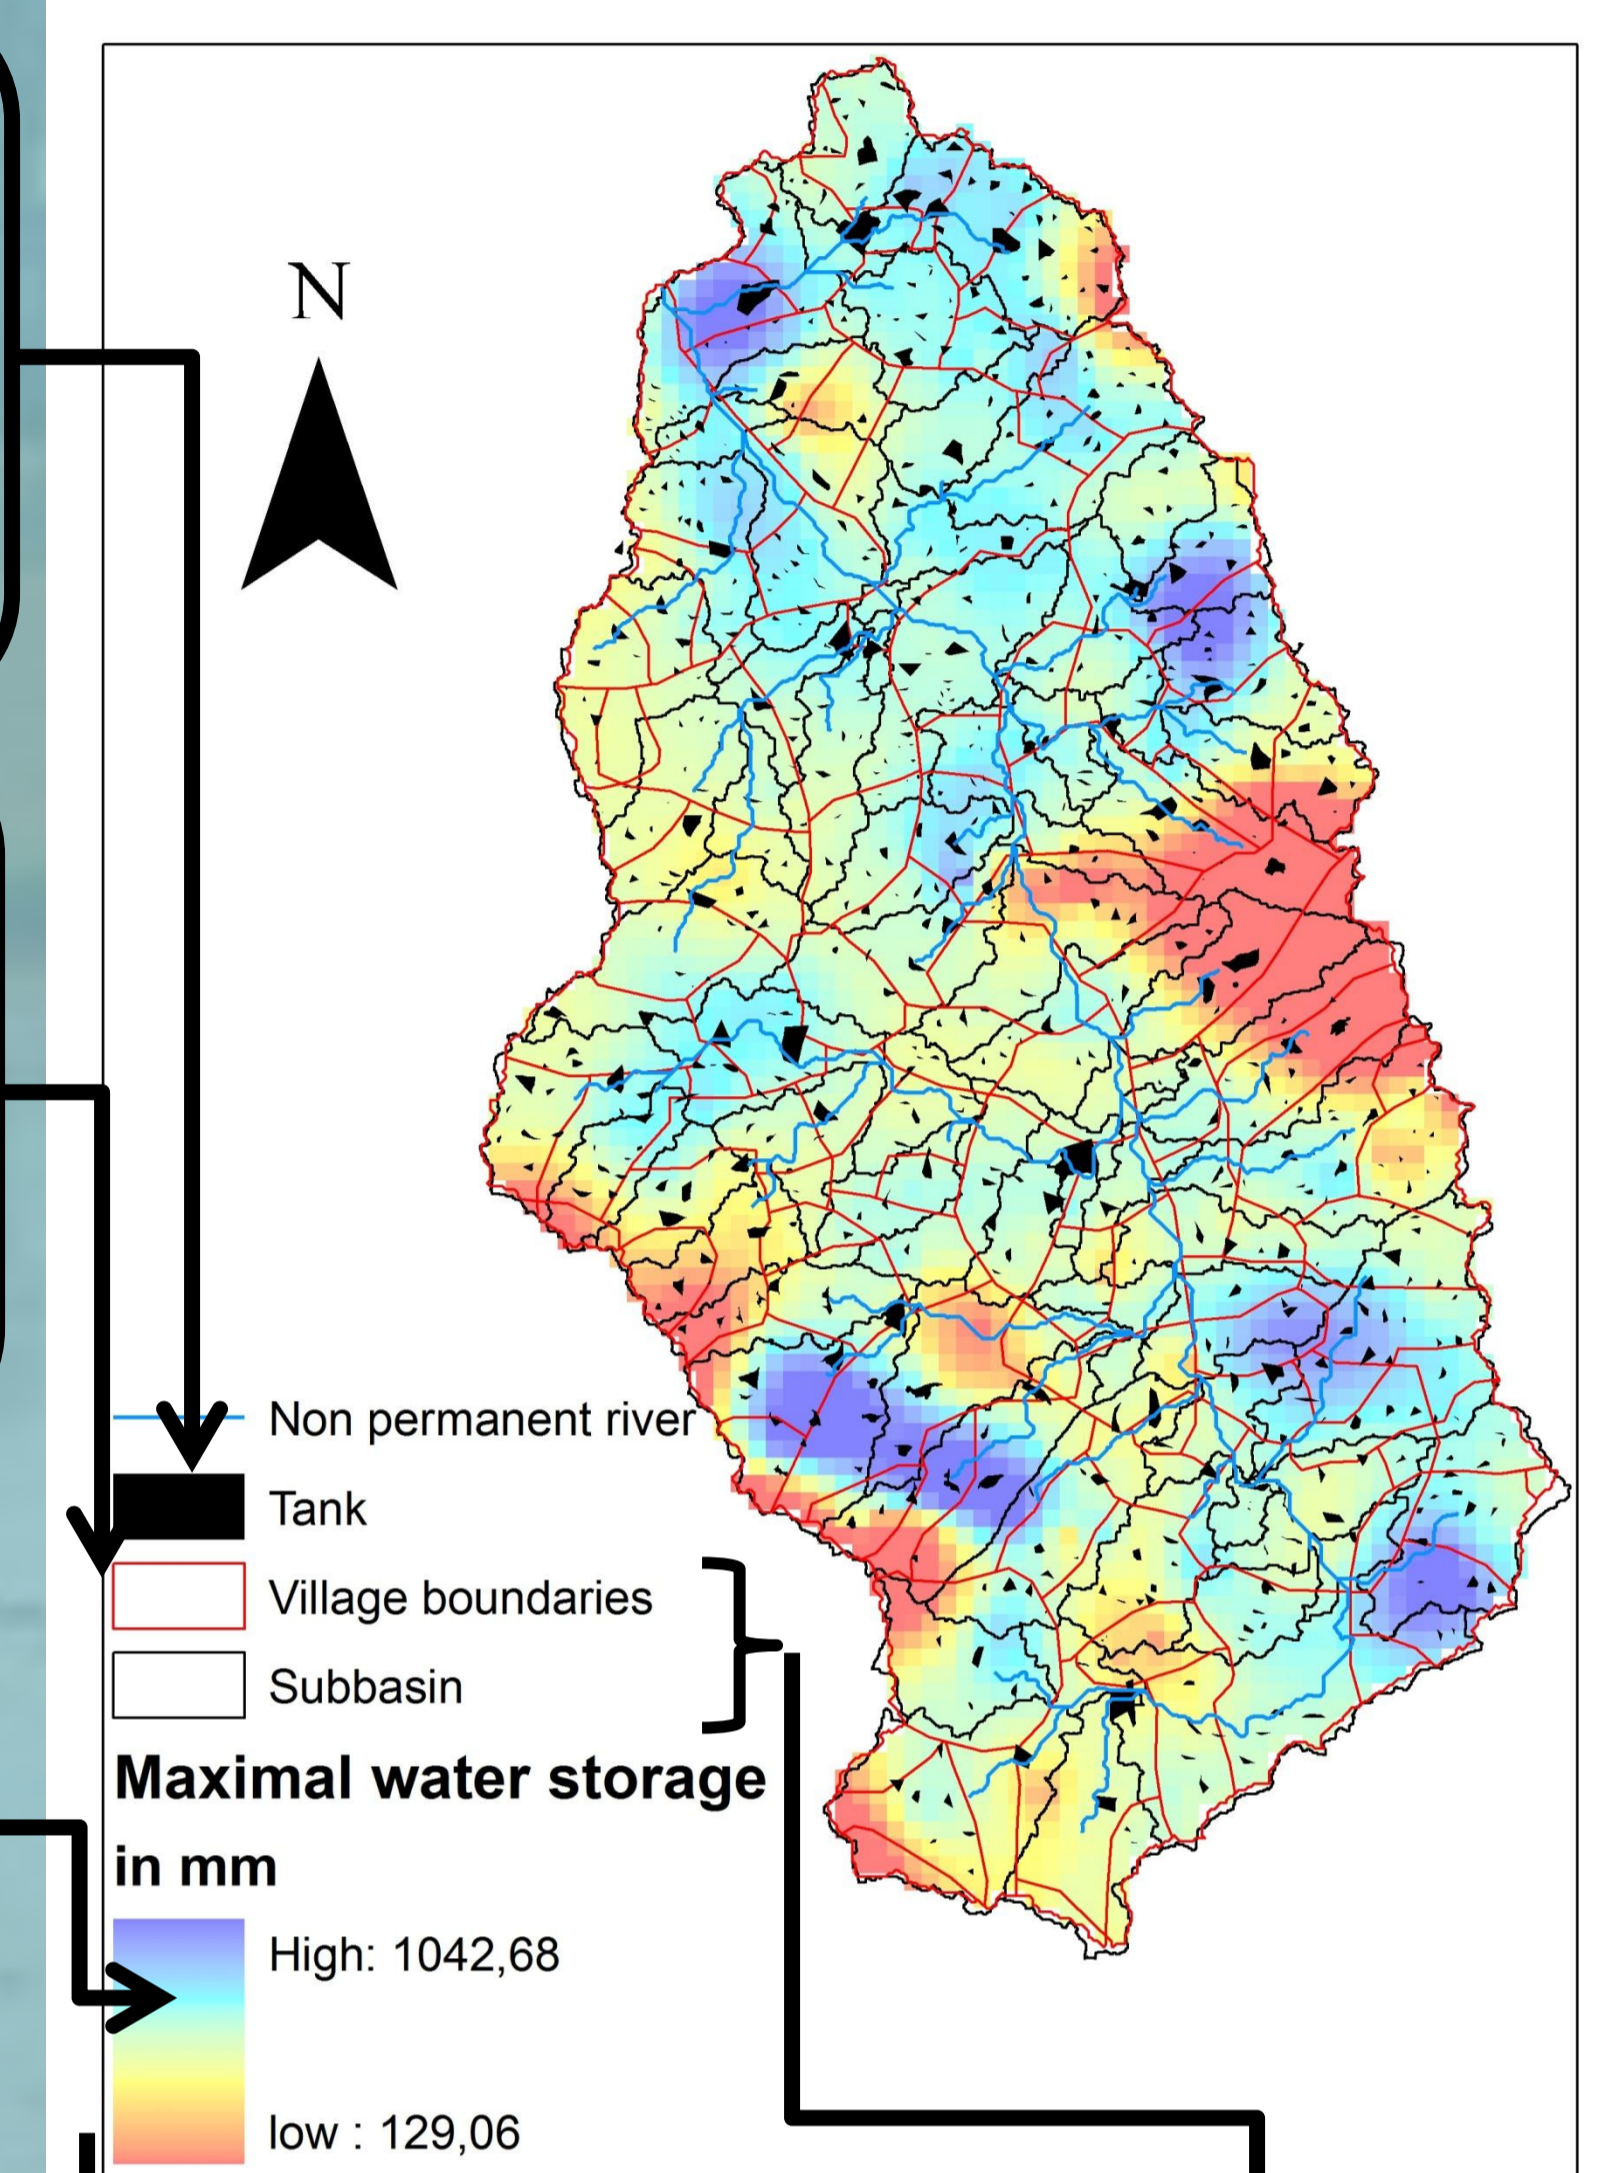 N
Non permanent river
Tank
Village boundaries
Subbasin
Maximal water storage
in mm
High: 1042,68
low : 129,06